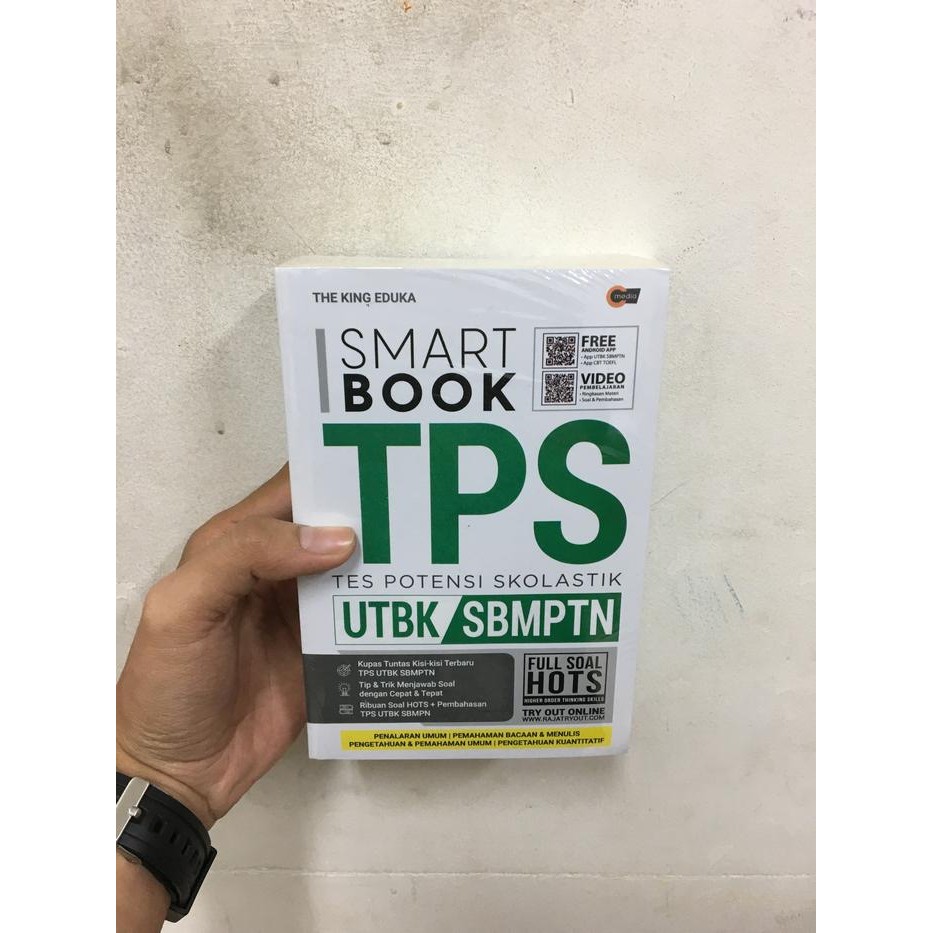 THE KING EDUKA
C media
SMART
BOOK
FREE
ANDROID APP
• App UTBK SBMPTN
• App CBT TOEFL
VIDEO
PEMBELAJARAN
• Ringkasan Materi
• Soal & Pembahasan
TPS
TES POTENSI SKOLASTIK
UTBK/SBMPTN
Kupas Tuntas Kisi-kisi Terbaru
TPS UTBK SBMPTN
Tip & Trik Menjawab Soal
dengan Cepat & Tepat
Ribuan Soal HOTS + Pembahasan
TPS UTBK SBMPN
FULL SOAL
HOTS
HIGHER ORDER THINKING SKILLS
TRY OUT ONLINE
WWW.RAJATRYOUT.COM
PENALARAN UMUM | PEMAHAMAN BACAAN & MENULIS
PENGETAHUAN & PEMAHAMAN UMUM | PENGETAHUAN KUANTITATIF